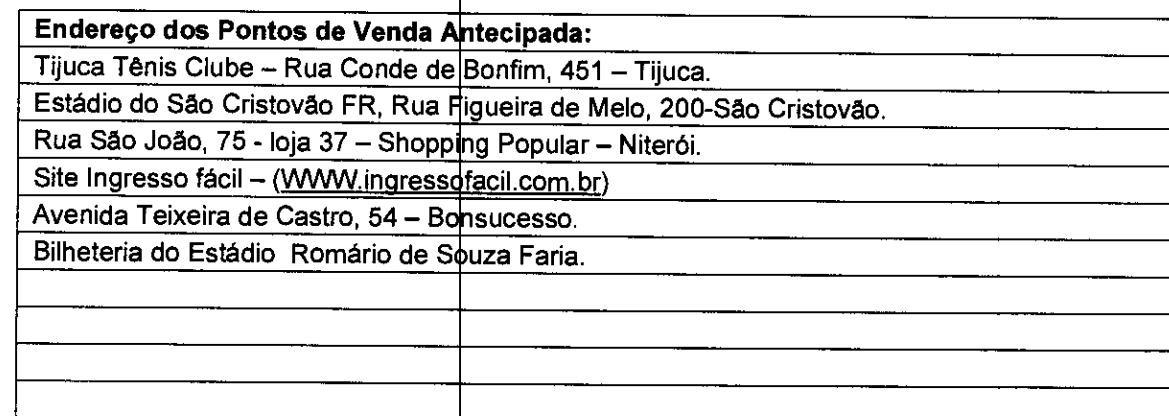 Endereço dos Pontos de Venda Antecipada:
Tijuca Tênis Clube – Rua Conde de Bonfim, 451 – Tijuca.
Estádio do São Cristovão FR, Rua Figueira de Melo, 200-São Cristovão.
Rua São João, 75 - loja 37 – Shopping Popular – Niterói.
Site Ingresso fácil – (WWW.ingressofacil.com.br)
Avenida Teixeira de Castro, 54 – Bonsucesso.
Bilheteria do Estádio Romário de Souza Faria.